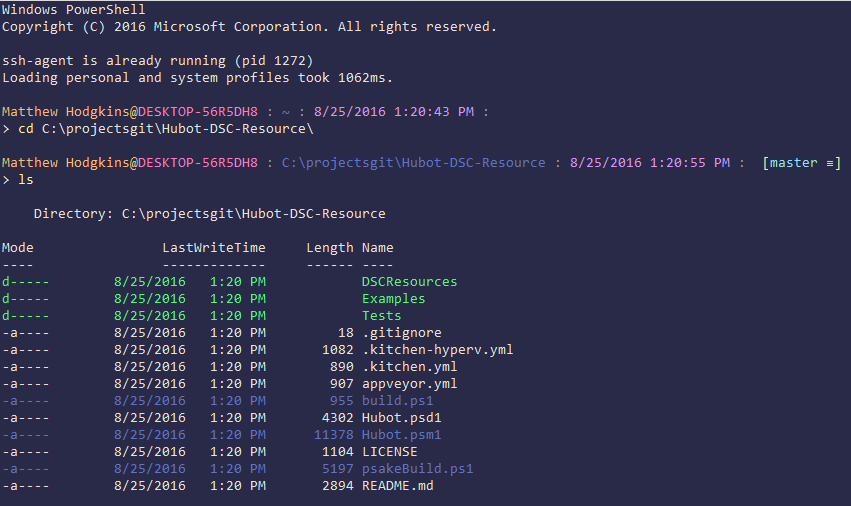 Windows PowerShell
Copyright (C) 2016 Microsoft Corporation. All rights reserved.
ssh-agent is already running (pid 1272)
Loading personal and system profiles took 1062ms.
Matthew Hodgkins@DESKTOP-56R5DH8 : ~ : 8/25/2016 1:20:43 PM :
> cd C:\projectsgit\Hubot-DSC-Resource\
Matthew Hodgkins@DESKTOP-56R5DH8 : C:\projectsgit\Hubot-DSC-Resource : 8/25/2016 1:20:55 PM :  [master ≡]
> ls
    Directory: C:\projectsgit\Hubot-DSC-Resource
Mode                LastWriteTime     Length Name
----                -------------     ------ ----
d-----        8/25/2016   1:20 PM            DSCResources
d-----        8/25/2016   1:20 PM            Examples
d-----        8/25/2016   1:20 PM            Tests
-a----        8/25/2016   1:20 PM         18 .gitignore
-a----        8/25/2016   1:20 PM       1082 .kitchen-hyperv.yml
-a----        8/25/2016   1:20 PM        890 .kitchen.yml
-a----        8/25/2016   1:20 PM        907 appveyor.yml
-a----        8/25/2016   1:20 PM        955 build.ps1
-a----        8/25/2016   1:20 PM       4302 Hubot.psd1
-a----        8/25/2016   1:20 PM      11378 Hubot.psm1
-a----        8/25/2016   1:20 PM       1104 LICENSE
-a----        8/25/2016   1:20 PM       5197 psakeBuild.ps1
-a----        8/25/2016   1:20 PM       2894 README.md